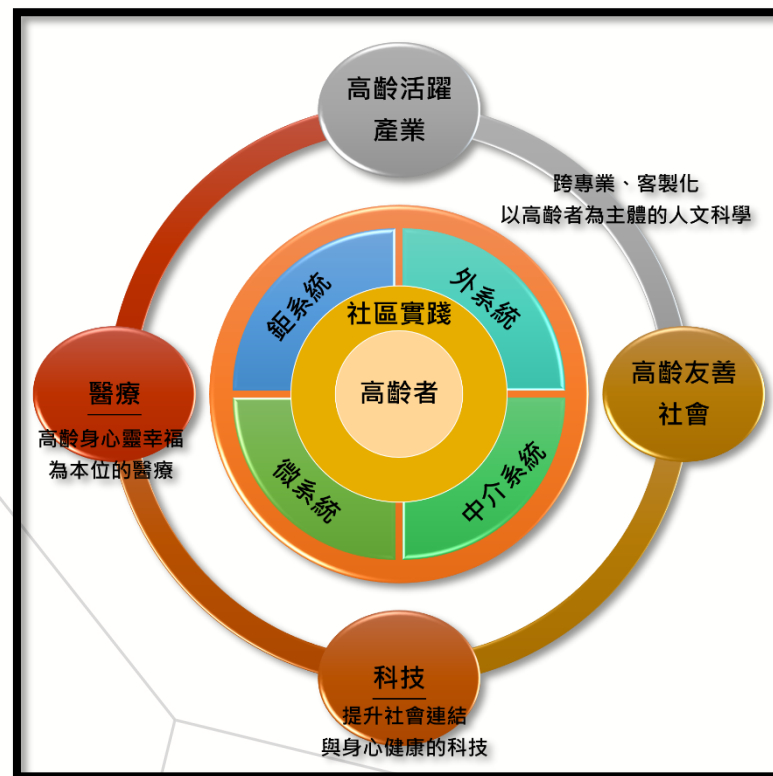 高齡活躍
產業
跨專業、客製化
以高齡者為主體的人文科學
鉅系統
外系統
社區實踐
高齡者
醫療
高齡身心靈幸福
為本位的醫療
高齡友善
社會
微系統
中介系統
科技
提升社會連結
與身心健康的科技